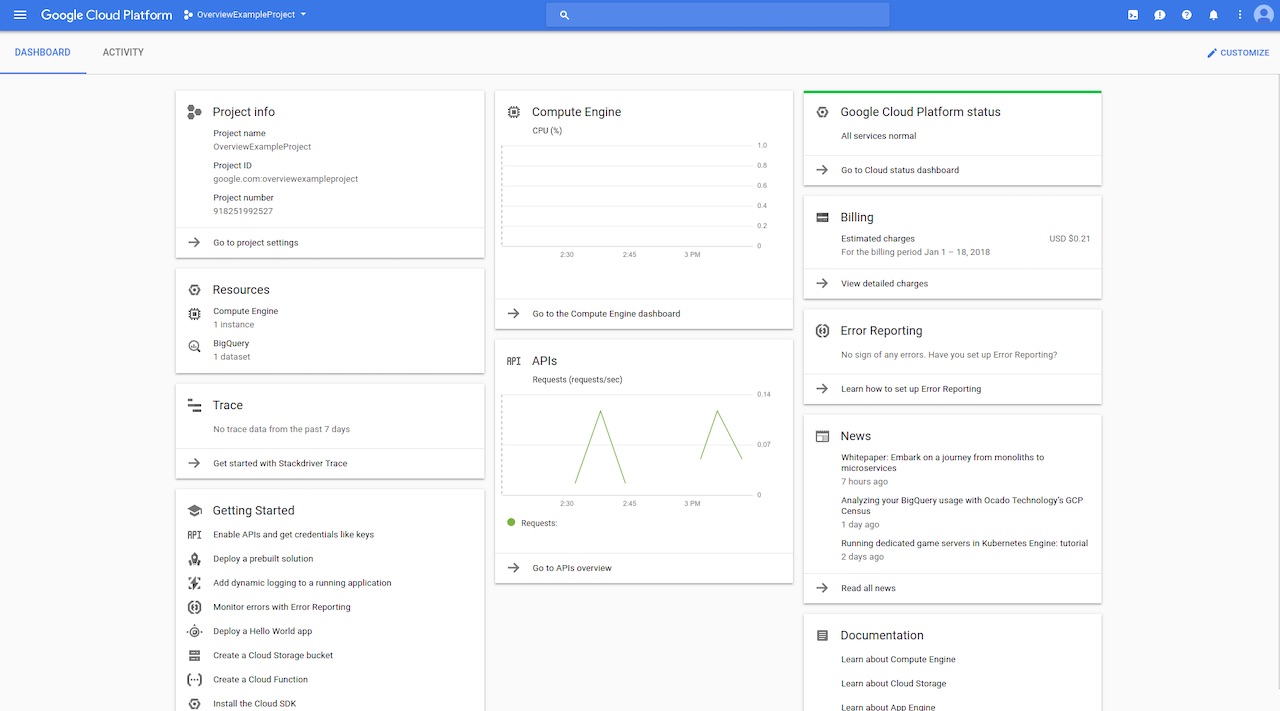 Google Cloud Platform
OverviewExampleProject
DASHBOARD
ACTIVITY
CUSTOMIZE
Project info
Project name
OverviewExampleProject
Project ID
google.com:overviewexampleproject
Project number
918251992527
Go to project settings
Resources
Compute Engine
1 instance
BigQuery
1 dataset
Trace
No trace data from the past 7 days
Get started with Stackdriver Trace
Getting Started
API Enable APIs and get credentials like keys
Deploy a prebuilt solution
Add dynamic logging to a running application
Monitor errors with Error Reporting
Deploy a Hello World app
Create a Cloud Storage bucket
Create a Cloud Function
Install the Cloud SDK
Compute Engine
CPU (%)
1.0
0.8
0.6
0.4
0.2
0
2:30 2:45 3 PM
Go to the Compute Engine dashboard
API APIs
Requests (requests/sec)
0.14
0.07
0
2:30 2:45 3 PM
Requests:
Go to APIs overview
Google Cloud Platform status
All services normal
Go to Cloud status dashboard
Billing
Estimated charges USD $0.21
For the billing period Jan 1 – 18, 2018
View detailed charges
Error Reporting
No sign of any errors. Have you set up Error Reporting?
Learn how to set up Error Reporting
News
Whitepaper: Embark on a journey from monoliths to
microservices
7 hours ago
Analyzing your BigQuery usage with Ocado Technology's GCP
Census
1 day ago
Running dedicated game servers in Kubernetes Engine: tutorial
2 days ago
Read all news
Documentation
Learn about Compute Engine
Learn about Cloud Storage
Learn about App Engine